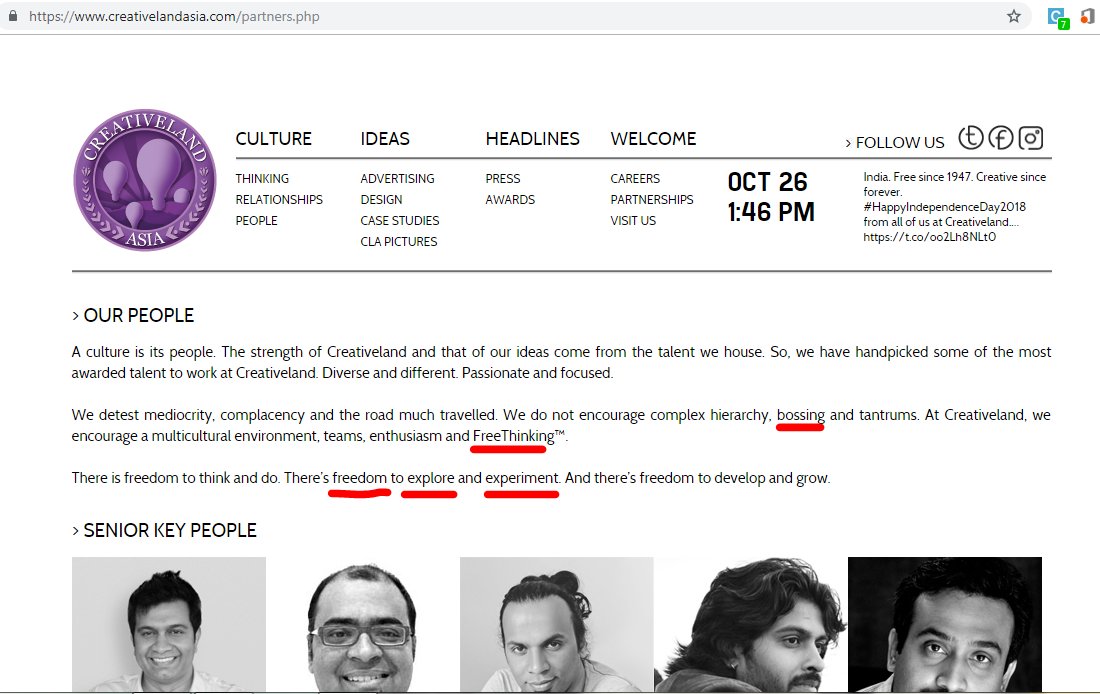 https://www.creativelandasia.com/partners.php
7
CREATIVELAND
ASIA
CULTURE
THINKING
RELATIONSHIPS
PEOPLE
IDEAS
ADVERTISING
DESIGN
CASE STUDIES
CLA PICTURES
HEADLINES
PRESS
AWARDS
WELCOME
CAREERS
PARTNERSHIPS
VISIT US
OCT 26
1:46 PM
> FOLLOW US
India. Free since 1947. Creative since
forever.
#HappyIndependenceDay2018
from all of us at Creativeland....
https://t.co/oo2Lh8NLt0
> OUR PEOPLE
A culture is its people. The strength of Creativeland and that of our ideas come from the talent we house. So, we have handpicked some of the most
awarded talent to work at Creativeland. Diverse and different. Passionate and focused.
We detest mediocrity, complacency and the road much travelled. We do not encourage complex hierarchy, bossing and tantrums. At Creativeland, we
encourage a multicultural environment, teams, enthusiasm and FreeThinking™.
There is freedom to think and do. There's freedom to explore and experiment. And there's freedom to develop and grow.
> SENIOR KEY PEOPLE